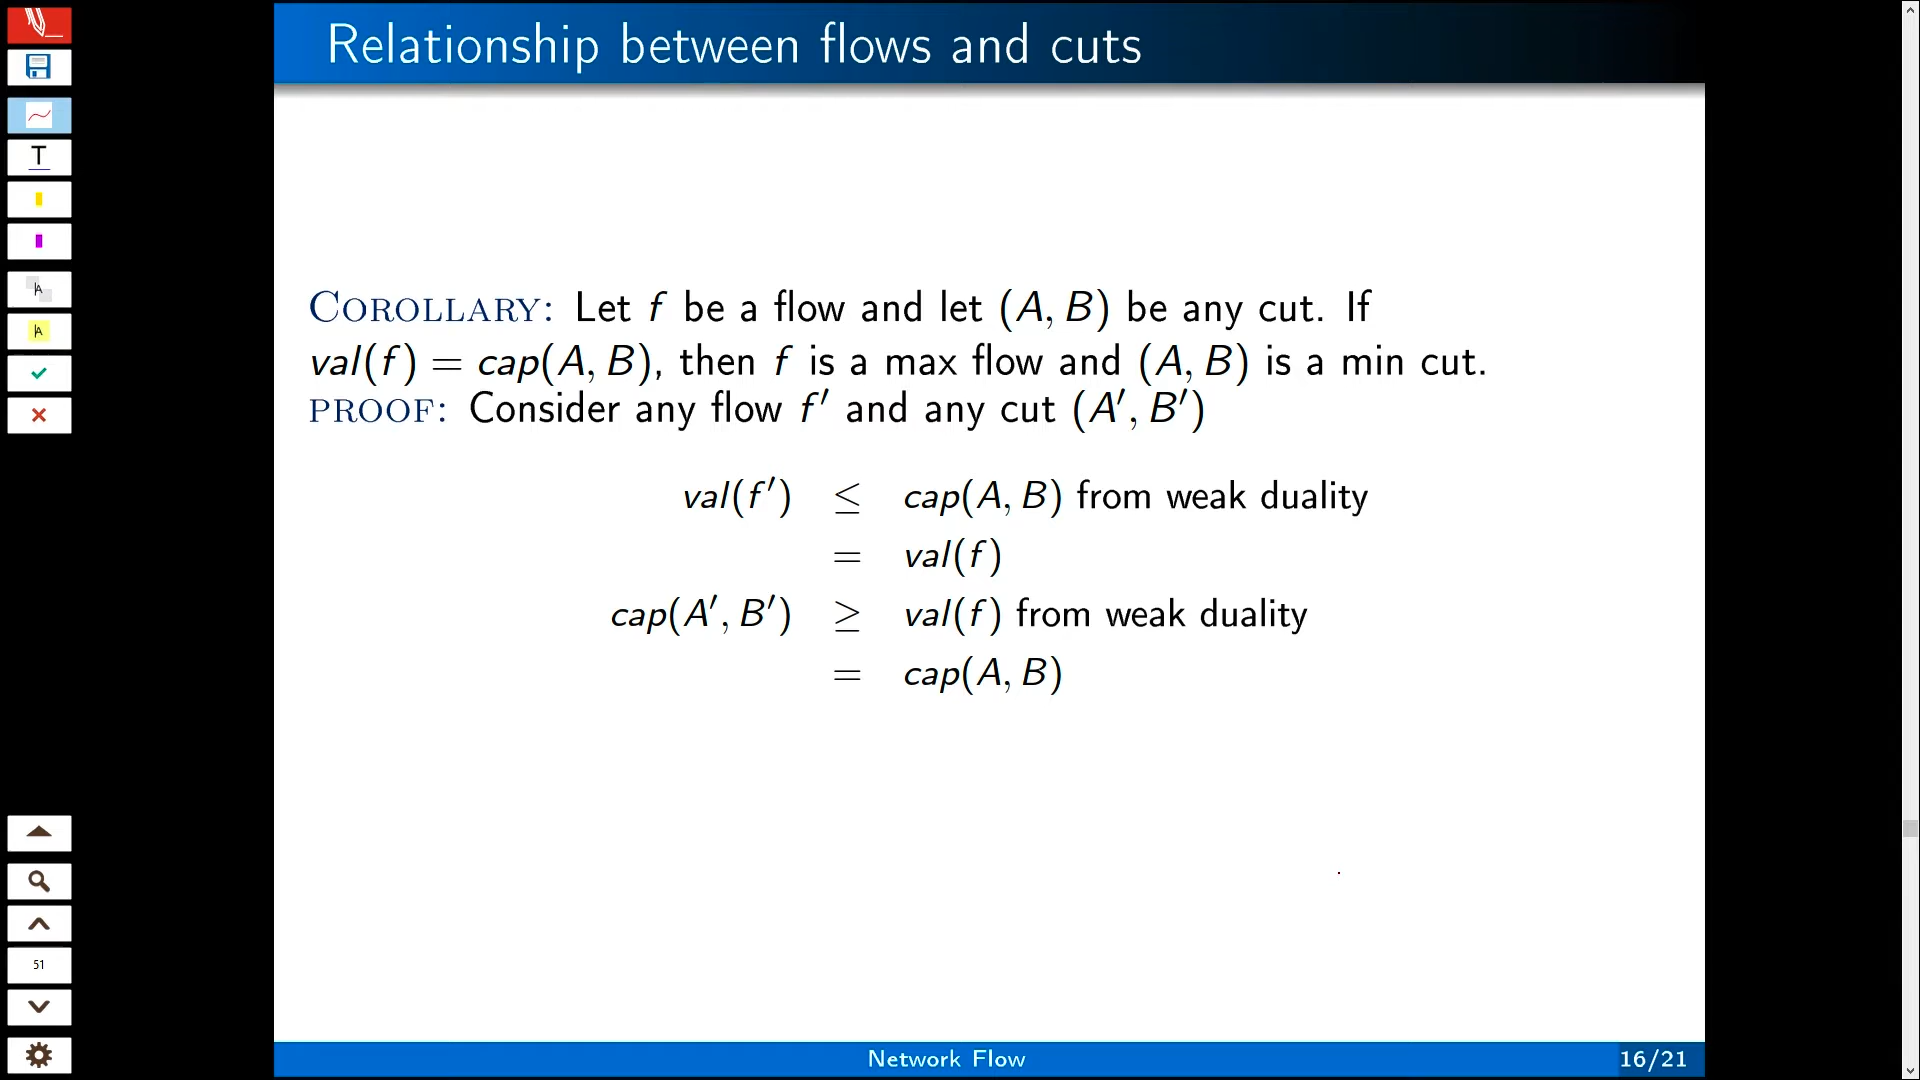 Relationship between flows and cuts
T
A
A
COROLLARY: Let f be a flow and let (A, B) be any cut. If
val(f) = cap(A, B), then f is a max flow and (A, B) is a min cut.
PROOF: Consider any flow f′ and any cut (A′, B′)
val(f′) ≤ cap(A, B) from weak duality
= val(f)
cap(A′, B′) ≥ val(f) from weak duality
= cap(A, B)
51
Network Flow
16/21